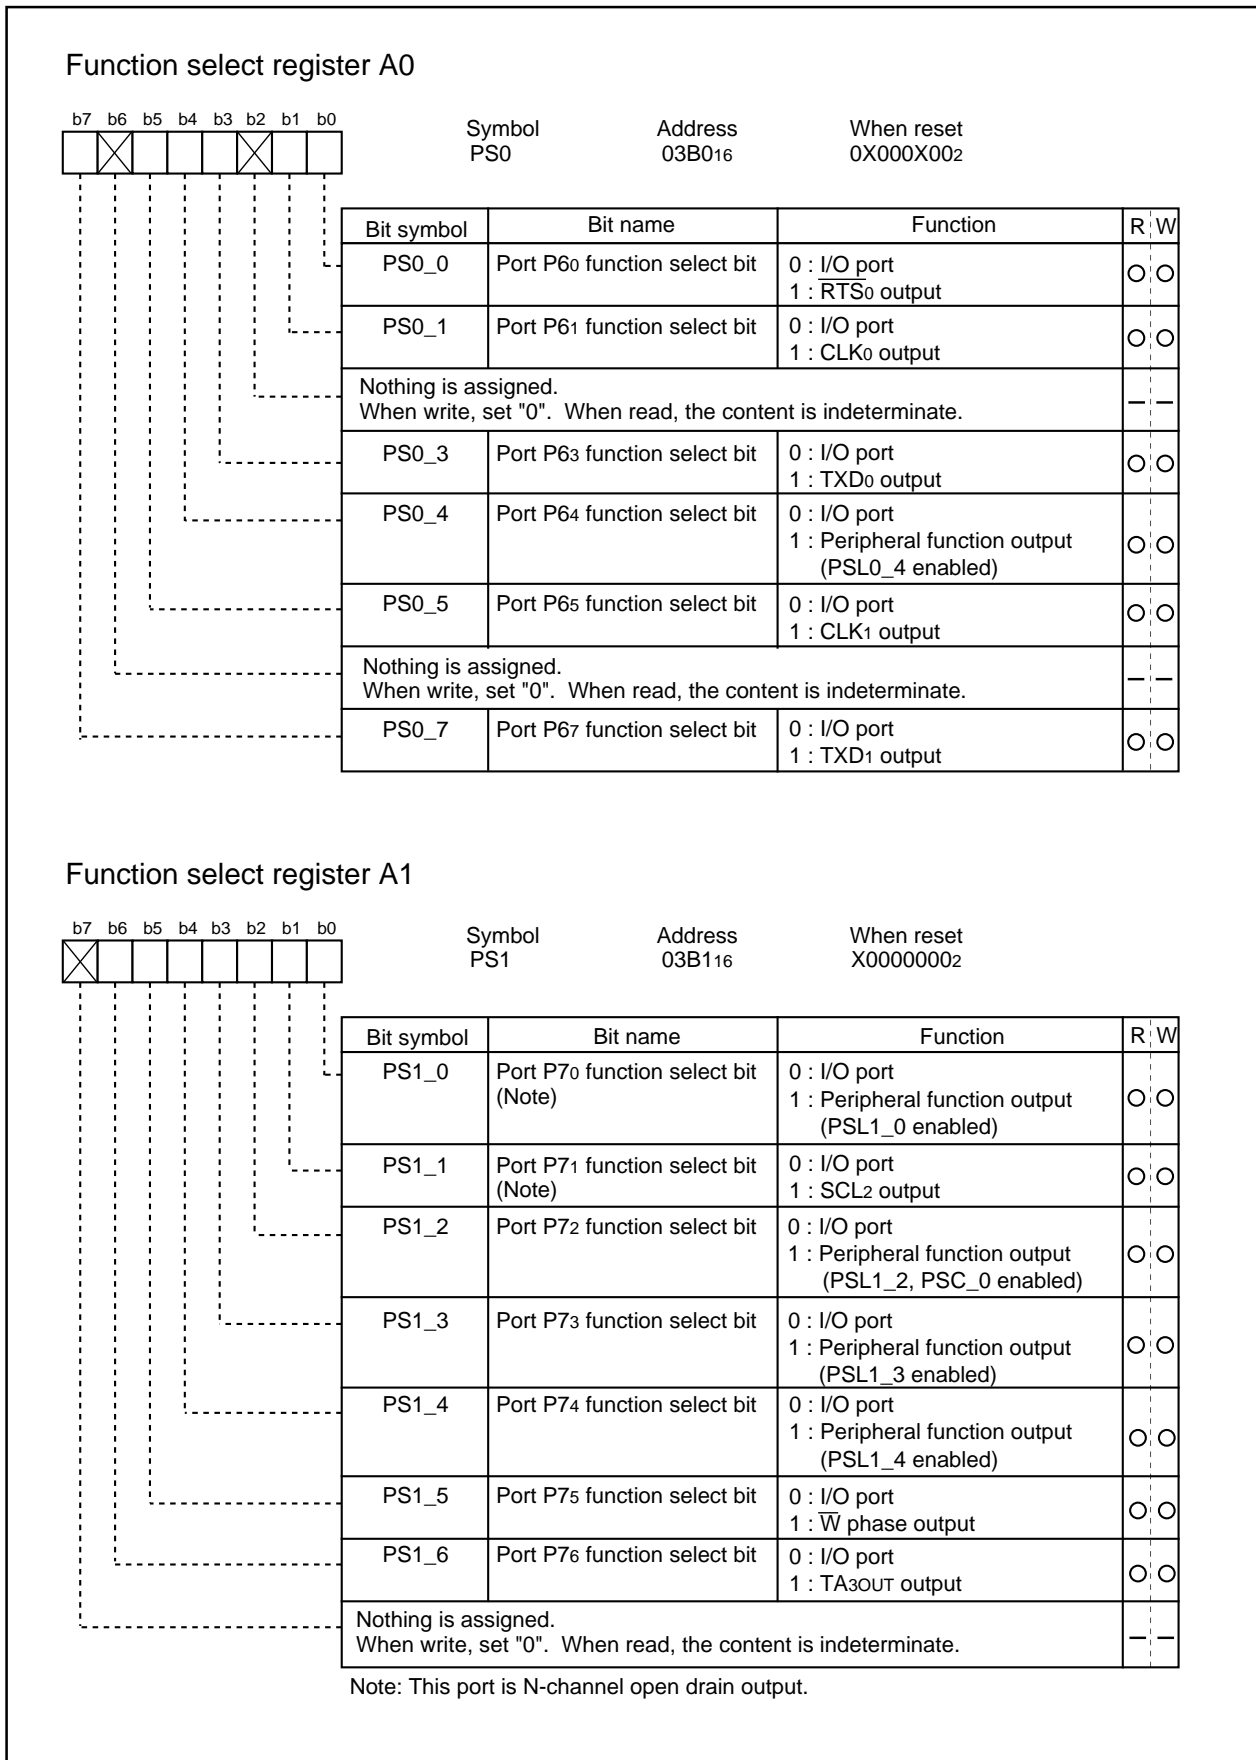 Function select register A0
b7 b6 b5 b4 b3 b2 b1 b0
Symbol Address When reset
PS0 03B016 0X000X002
Bit symbol Bit name Function R W
PS0_0 Port P60 function select bit 0 : I/O port
1 : RTS0 output
PS0_1 Port P61 function select bit 0 : I/O port
1 : CLK0 output
Nothing is assigned.
When write, set "0". When read, the content is indeterminate.
PS0_3 Port P63 function select bit 0 : I/O port
1 : TXD0 output
PS0_4 Port P64 function select bit 0 : I/O port
1 : Peripheral function output
(PSL0_4 enabled)
PS0_5 Port P65 function select bit 0 : I/O port
1 : CLK1 output
Nothing is assigned.
When write, set "0". When read, the content is indeterminate.
PS0_7 Port P67 function select bit 0 : I/O port
1 : TXD1 output
Function select register A1
b7 b6 b5 b4 b3 b2 b1 b0
Symbol Address When reset
PS1 03B116 X00000002
Bit symbol Bit name Function R W
PS1_0 Port P70 function select bit 0 : I/O port
(Note) 1 : Peripheral function output
(PSL1_0 enabled)
PS1_1 Port P71 function select bit 0 : I/O port
(Note) 1 : SCL2 output
PS1_2 Port P72 function select bit 0 : I/O port
1 : Peripheral function output
(PSL1_2, PSC_0 enabled)
PS1_3 Port P73 function select bit 0 : I/O port
1 : Peripheral function output
(PSL1_3 enabled)
PS1_4 Port P74 function select bit 0 : I/O port
1 : Peripheral function output
(PSL1_4 enabled)
PS1_5 Port P75 function select bit 0 : I/O port
1 : W phase output
PS1_6 Port P76 function select bit 0 : I/O port
1 : TA3OUT output
Nothing is assigned.
When write, set "0". When read, the content is indeterminate.
Note: This port is N-channel open drain output.